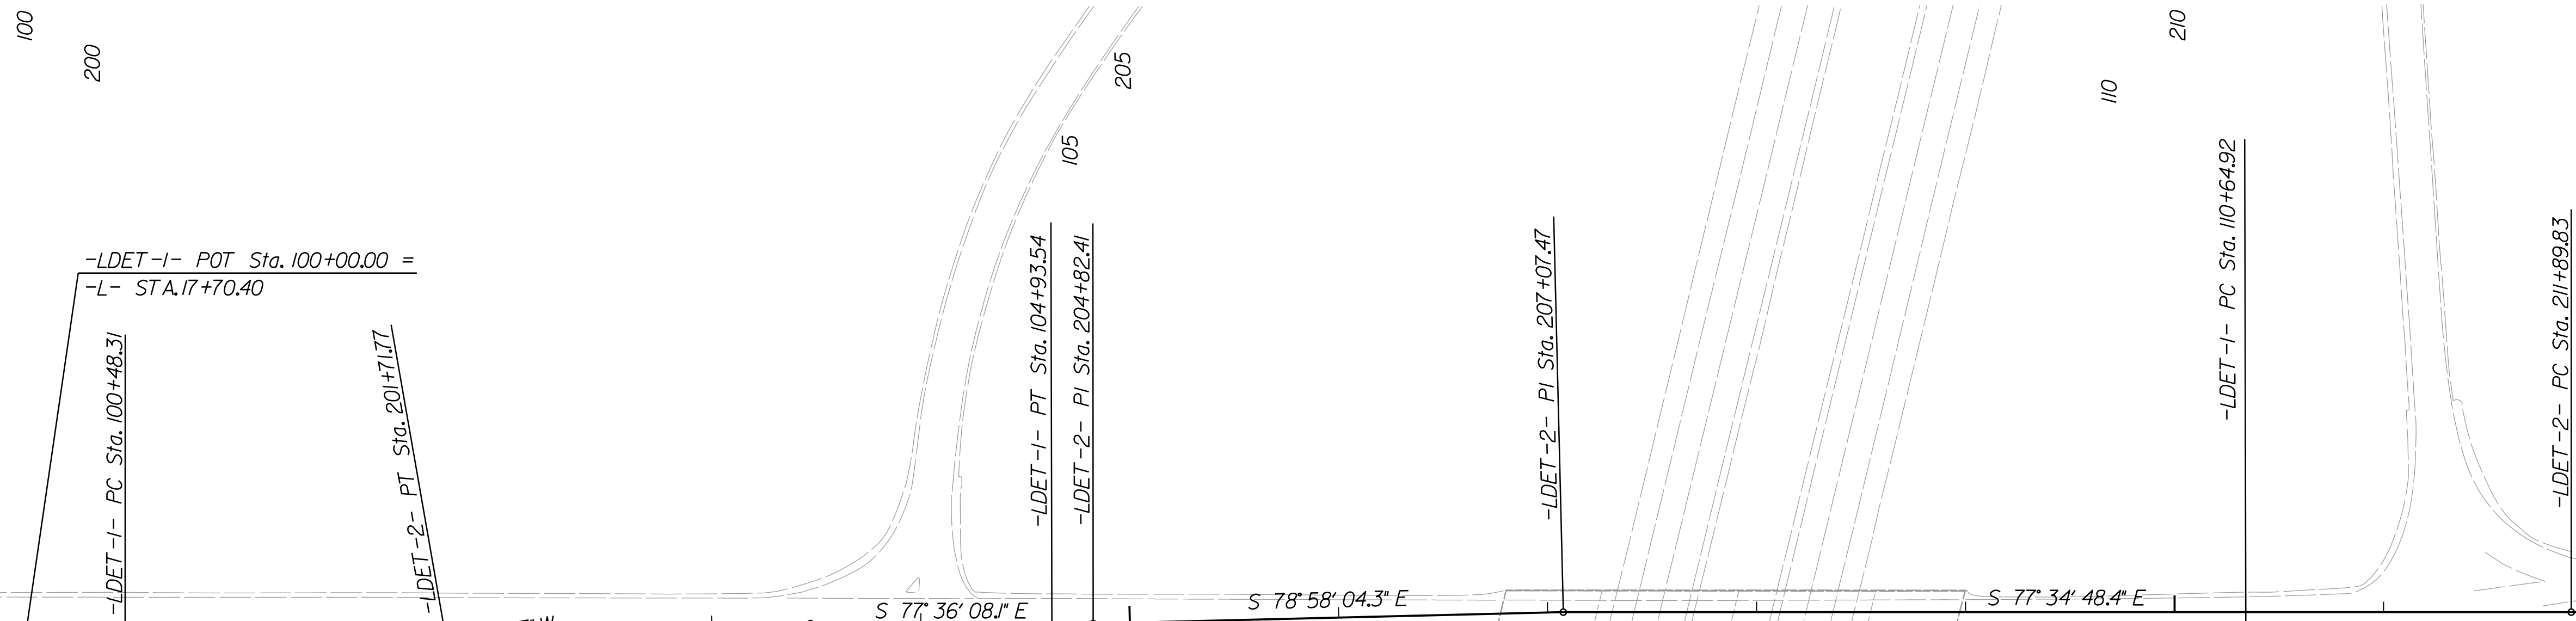 100
200
205
105
210
110
-LDET-1- POT Sta. 100+00.00 =
-L- STA. 17+70.40
-LDET-1- PC Sta. 100+48.31
-LDET-2- PT Sta. 201+71.77
-LDET-1- PT Sta. 104+93.54
-LDET-2- PI Sta. 204+82.41
-LDET-2- PI Sta. 207+07.47
-LDET-1- PC Sta. 110+64.92
-LDET-2- PC Sta. 211+89.83
S 77° 36' 08.1" E
S 78° 58' 04.3" E
S 77° 34' 48.4" E